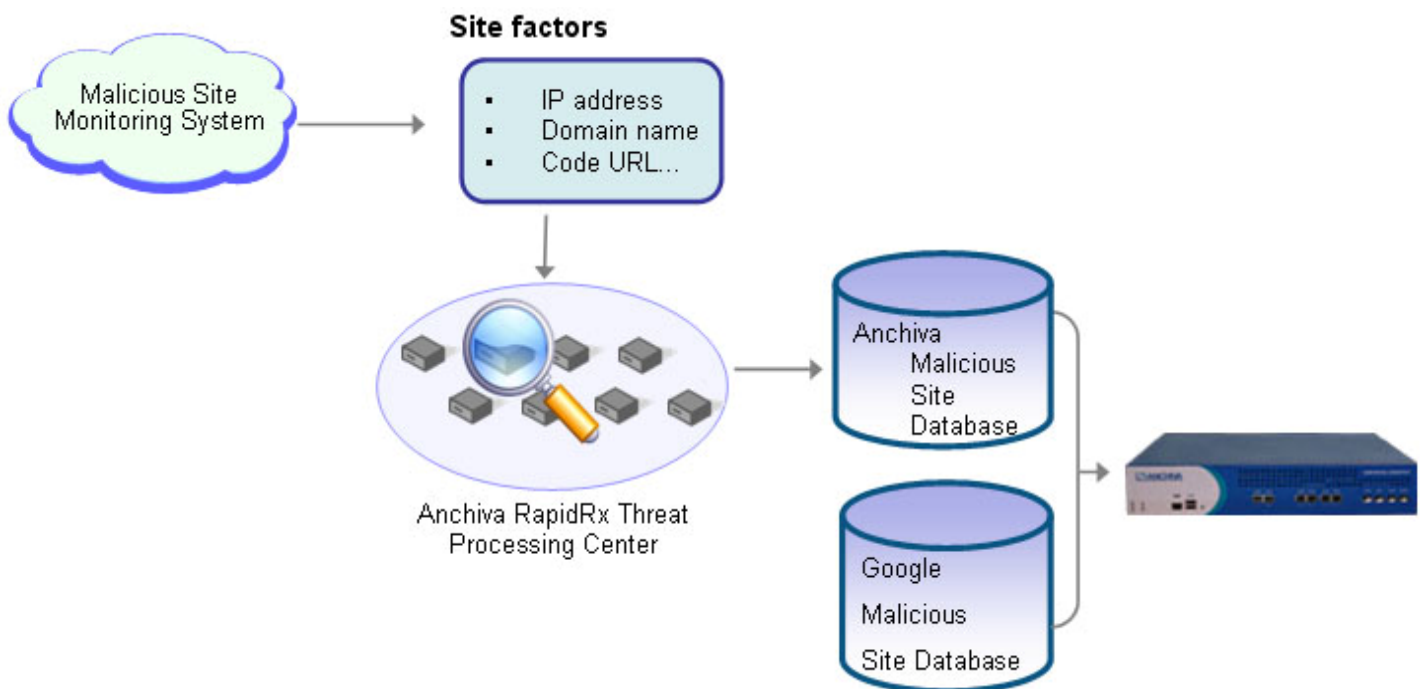 Site factors
Malicious Site
Monitoring System
▪ IP address
▪ Domain name
▪ Code URL...
Anchiva
Malicious
Site
Database
Anchiva RapidRx Threat
Processing Center
Google
Malicious
Site Database
ANCHIVA